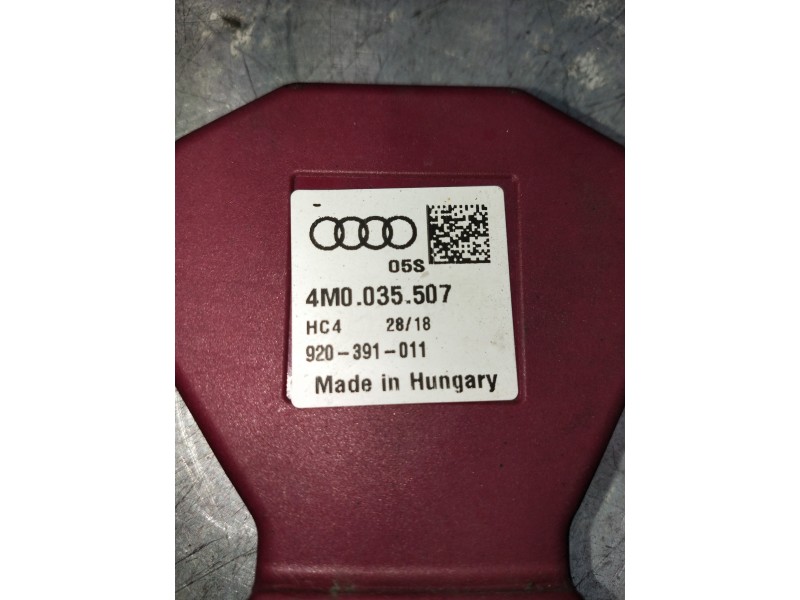 05S
4M0.035.507
HC4 28/18
920-391-011
Made in Hungary